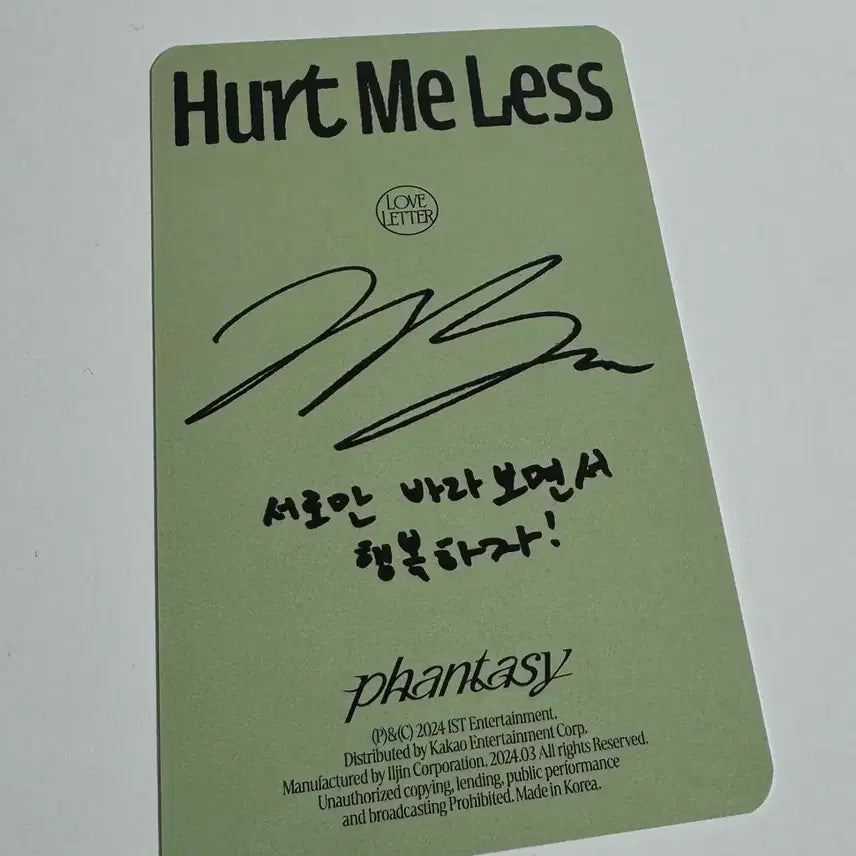 Hurt Me Less
LOVE
LETTER
서로만 바라보면서
행복하자!
phantasy
(P)&(C) 2024 IST Entertainment.
Distributed by Kakao Entertainment Corp.
Manufactured by Iljin Corporation, 2024.03 All rights Reserved.
Unauthorized copying, lending, public performance
and broadcasting Prohibited. Made in Korea.